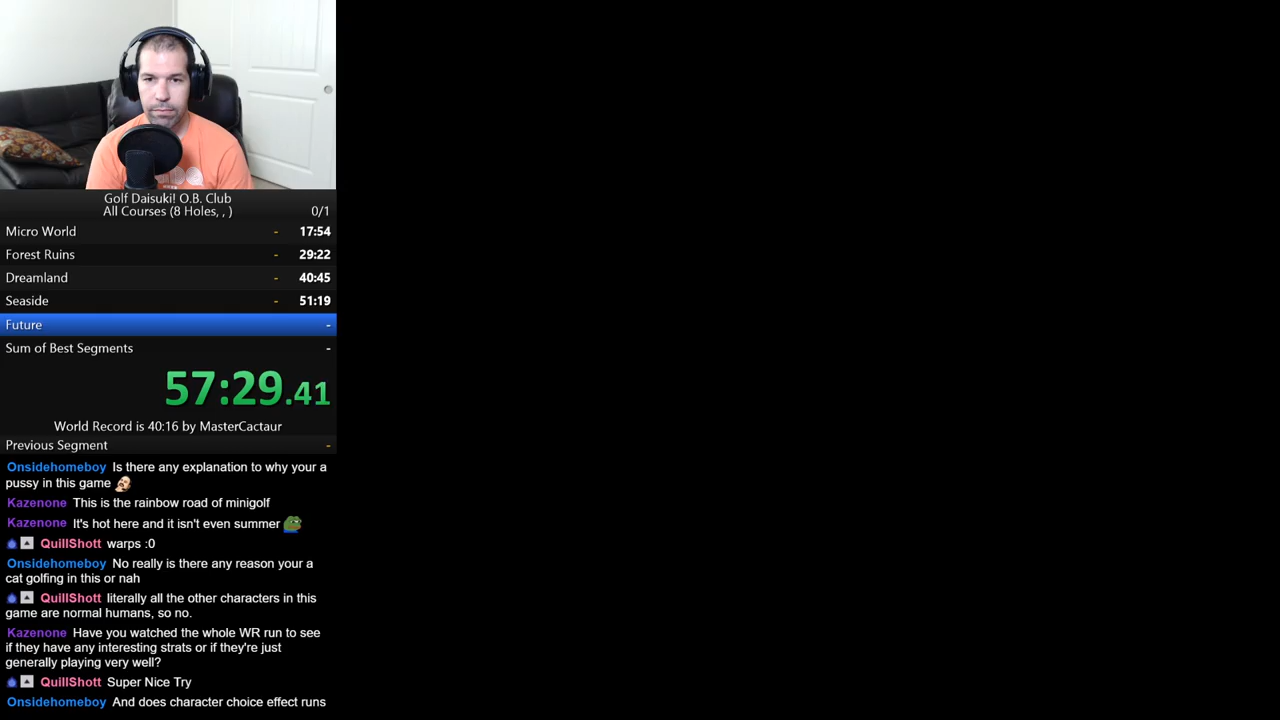 Golf Daisuki! O.B. Club
All Courses (8 Holes, , ) 0/1
Micro World - 17:54
Forest Ruins - 29:22
Dreamland - 40:45
Seaside - 51:19
Future -
Sum of Best Segments -
57:29.41
World Record is 40:16 by MasterCactaur
Previous Segment -
Onsidehomeboy Is there any explanation to why your a
pussy in this game
Kazenone This is the rainbow road of minigolf
Kazenone It's hot here and it isn't even summer
QuillShott warps :0
Onsidehomeboy No really is there any reason your a
cat golfing in this or nah
QuillShott literally all the other characters in this
game are normal humans, so no.
Kazenone Have you watched the whole WR run to see
if they have any interesting strats or if they're just
generally playing very well?
QuillShott Super Nice Try
Onsidehomeboy And does character choice effect runs